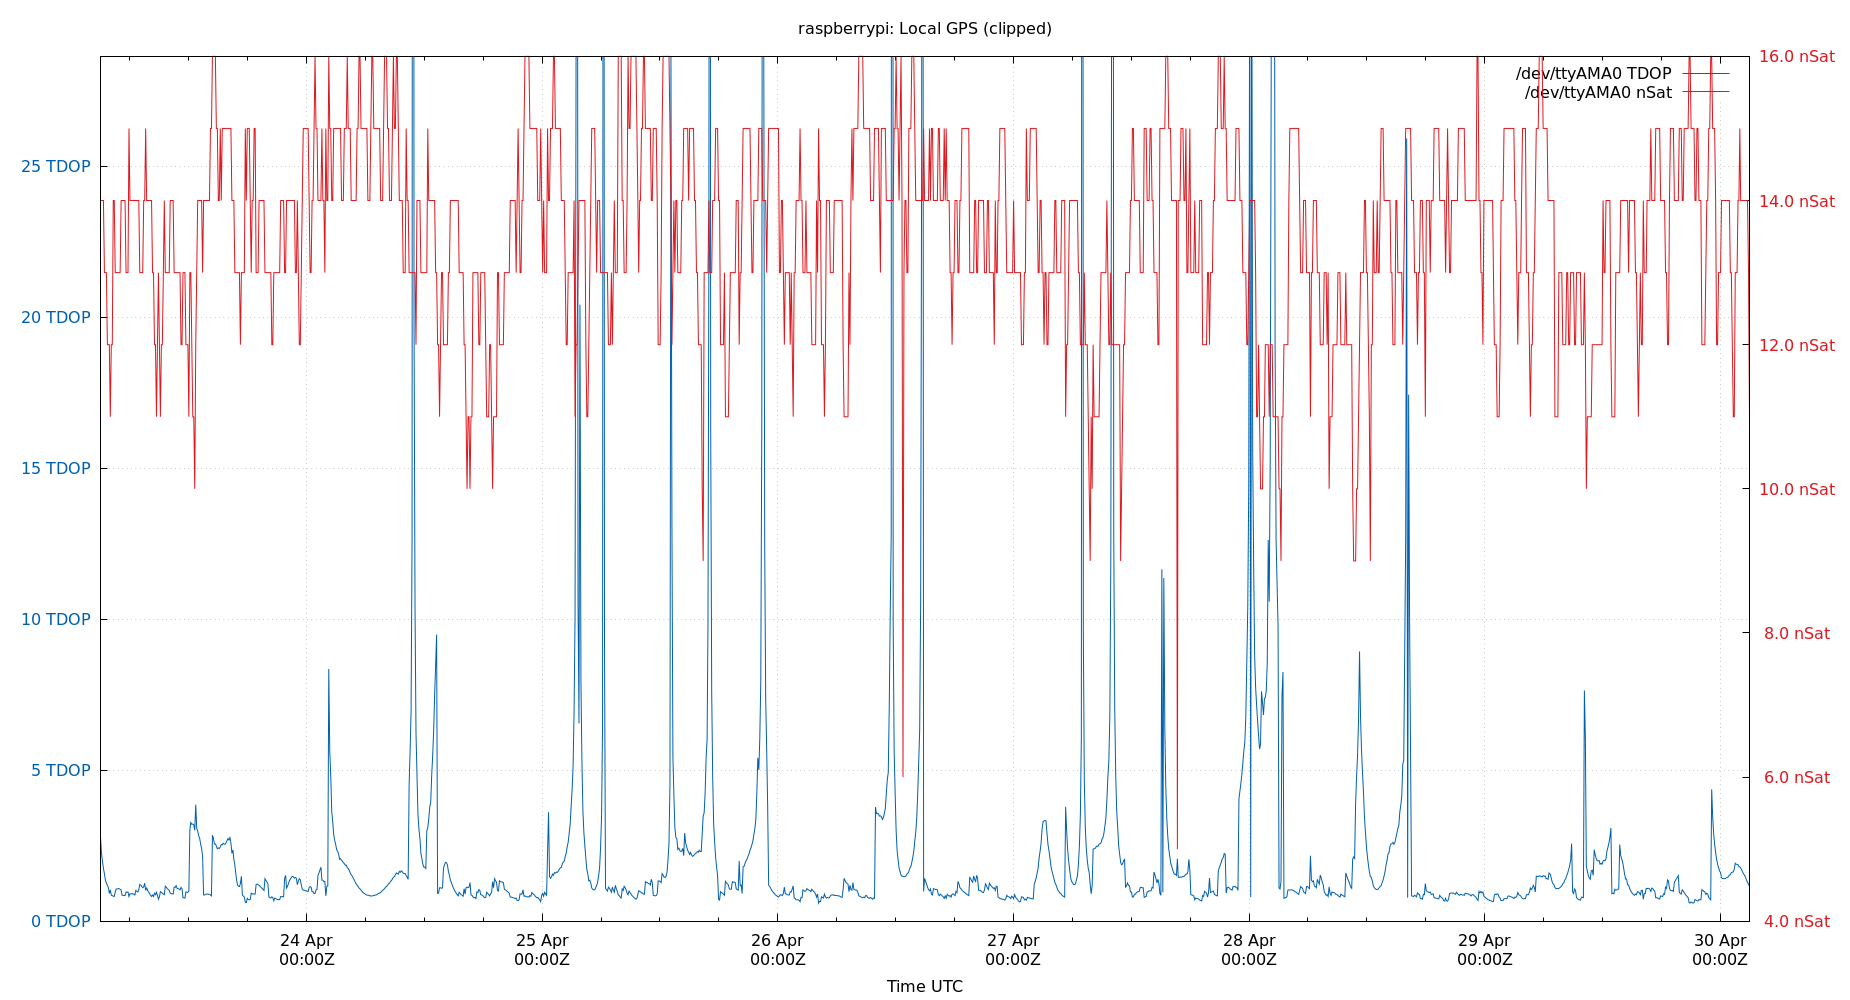 raspberrypi: Local GPS (clipped)
16.0 nSat
/dev/ttyAMA0 TDOP
/dev/ttyAMA0 nSat
25 TDOP
14.0 nSat
20 TDOP
12.0 nSat
15 TDOP
10.0 nSat
10 TDOP
8.0 nSat
5 TDOP
6.0 nSat
0 TDOP
4.0 nSat
24 Apr
00:00Z
25 Apr
00:00Z
26 Apr
00:00Z
27 Apr
00:00Z
28 Apr
00:00Z
29 Apr
00:00Z
30 Apr
00:00Z
Time UTC